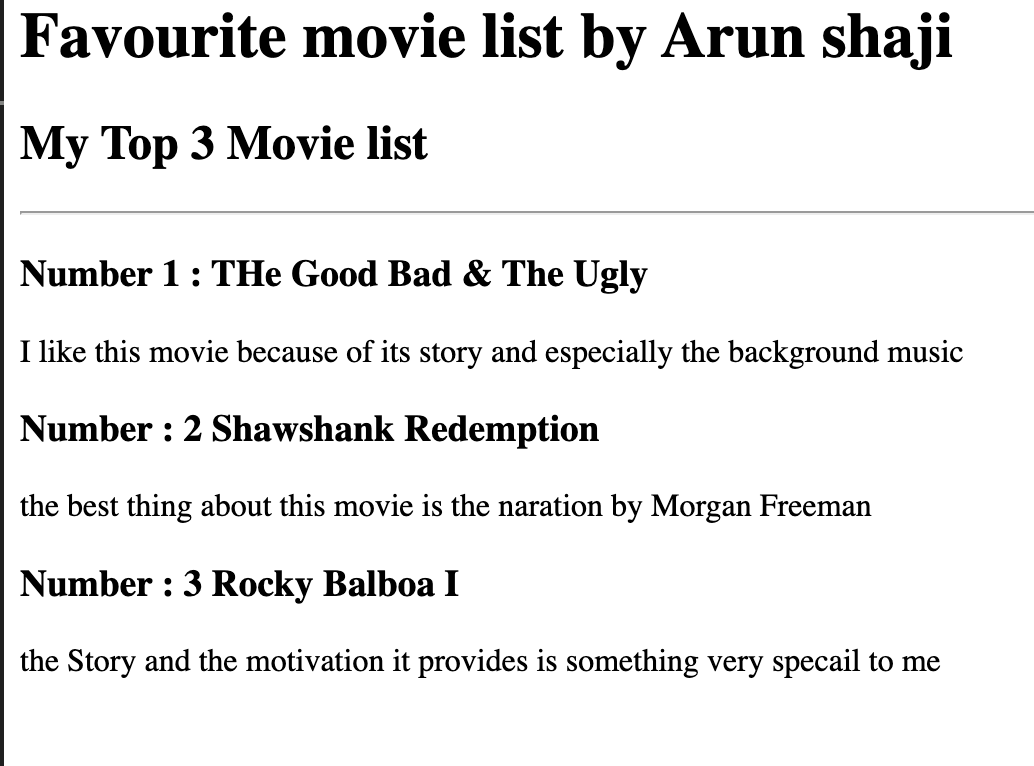 Favourite movie list by Arun shaji
My Top 3 Movie list
Number 1 : THe Good Bad & The Ugly
I like this movie because of its story and especially the background music
Number : 2 Shawshank Redemption
the best thing about this movie is the naration by Morgan Freeman
Number : 3 Rocky Balboa I
the Story and the motivation it provides is something very specail to me